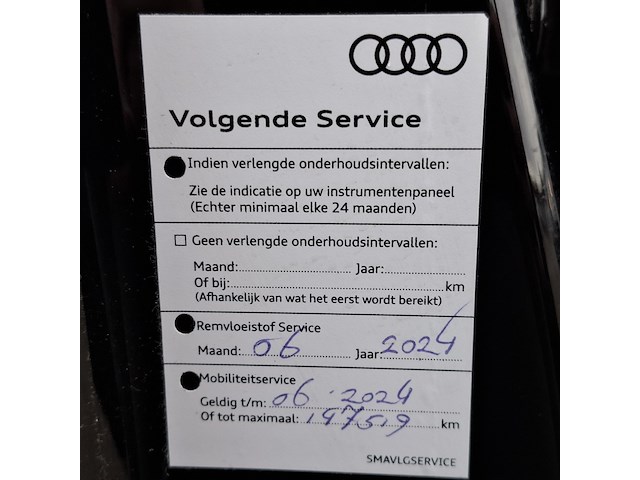 Volgende Service
Indien verlengde onderhoudsintervallen:
Zie de indicatie op uw instrumentenpaneel
(Echter minimaal elke 24 maanden)
Geen verlengde onderhoudsintervallen:
Maand: Jaar:
Of bij: km
(Afhankelijk van wat het eerst wordt bereikt)
Remvloeistof Service
Maand: 06 Jaar: 2024
Mobiliteitservice
Geldig t/m: 06.2024
Of tot maximaal: 147519 km
SMAVLGSERVICE